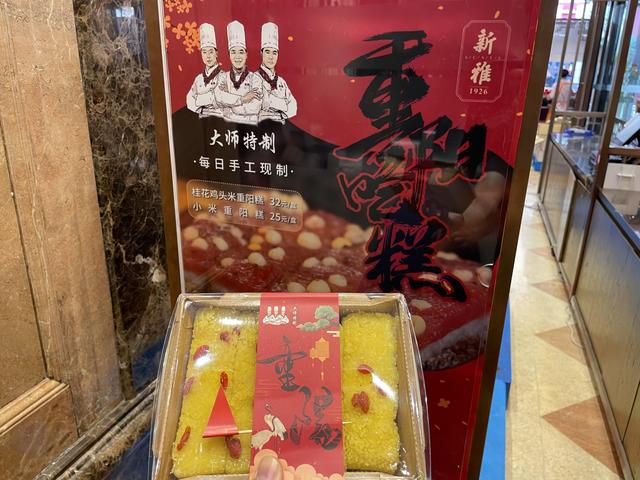 新雅
1926
重阳糕
大师特制
·每日手工现制·
桂花鸡头米重阳糕 32元/盒
小米重阳糕 25元/盒
重阳